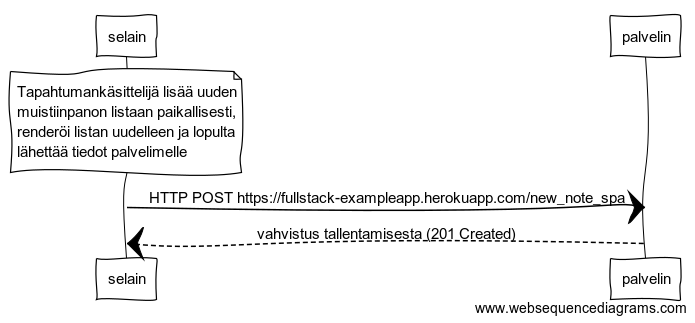 selain
palvelin
Tapahtumankäsittelijä lisää uuden
muistiinpanon listaan paikallisesti,
renderöi listan uudelleen ja lopulta
lähettää tiedot palvelimelle
HTTP POST https://fullstack-exampleapp.herokuapp.com/new_note_spa
vahvistus tallentamisesta (201 Created)
selain
palvelin
www.websequencediagrams.com